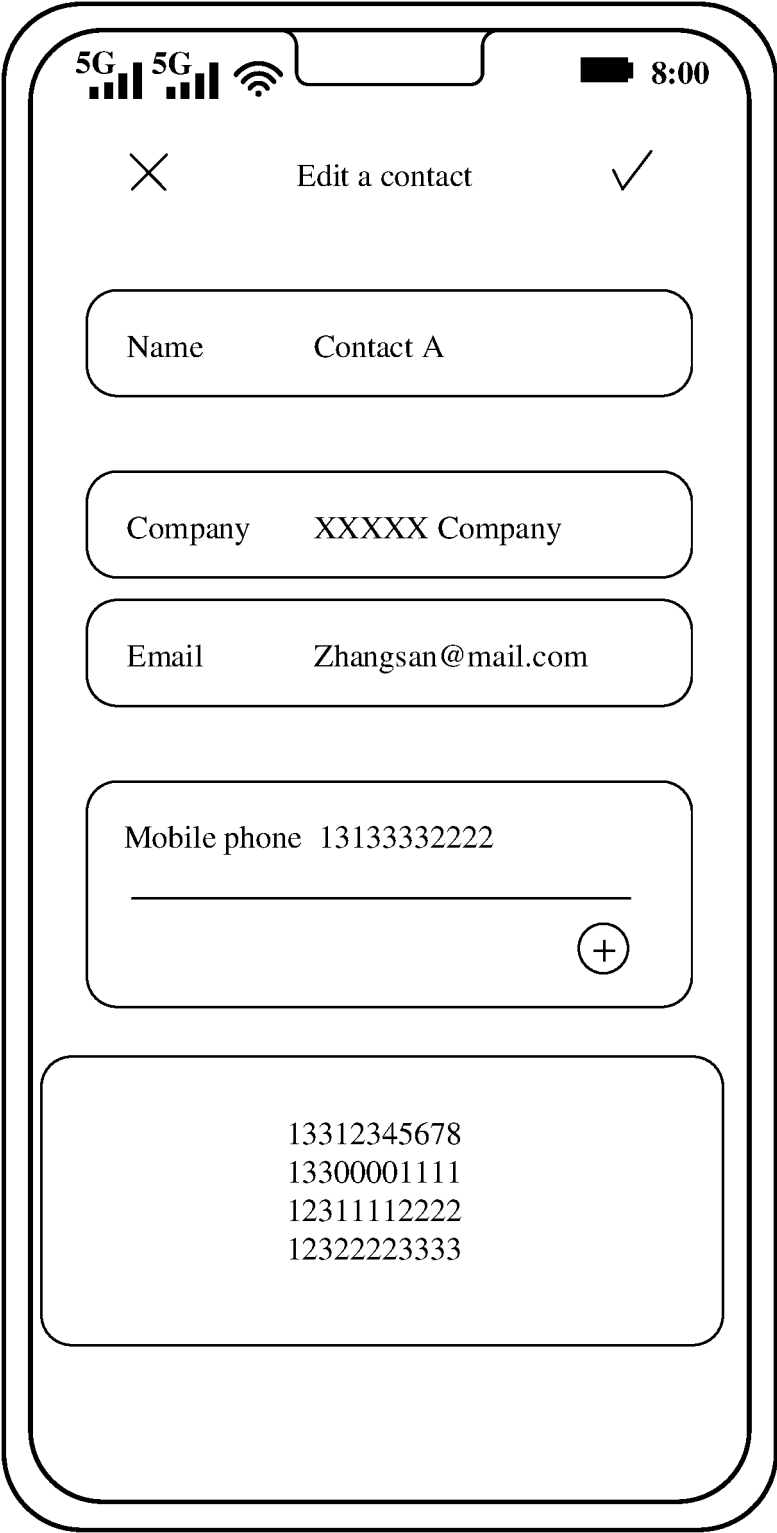 5G 5G 8:00
Edit a contact
Name Contact A
Company XXXXX Company
Email Zhangsan@mail.com
Mobile phone 13133332222
13312345678
13300001111
12311112222
12322223333